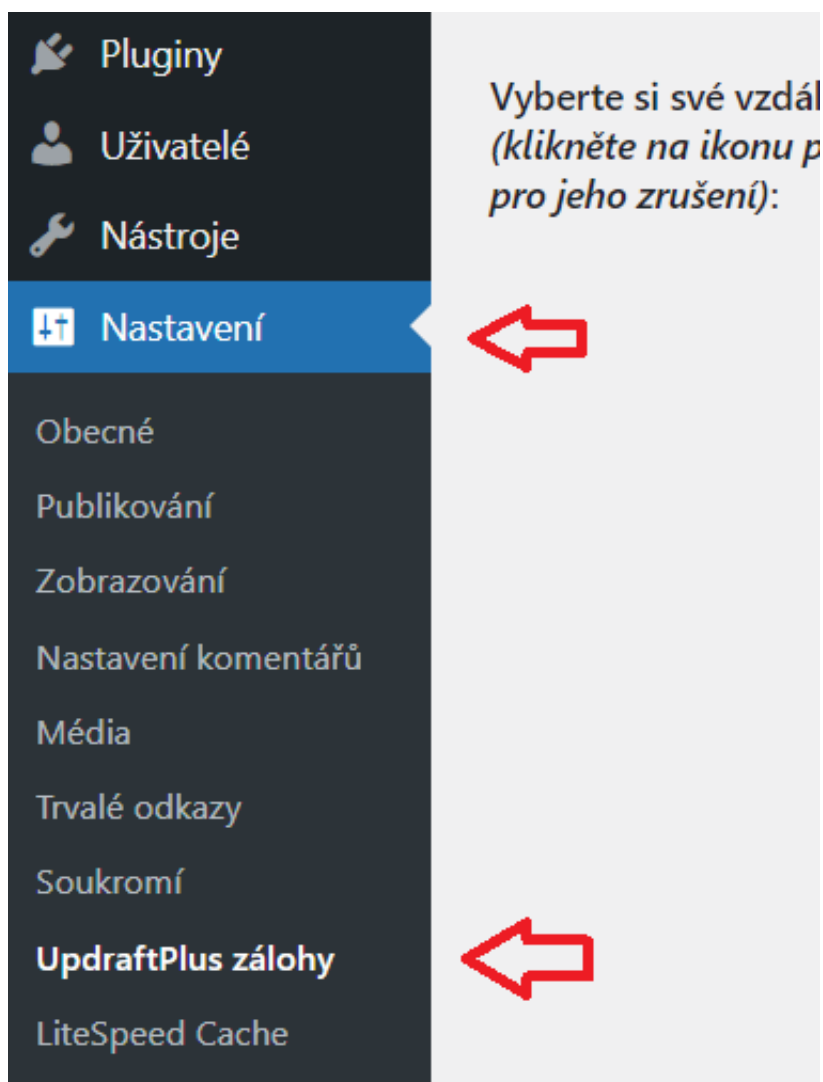 Pluginy
Uživatelé
Nástroje
Nastavení
Obecné
Publikování
Zobrazování
Nastavení komentářů
Média
Trvalé odkazy
Soukromí
UpdraftPlus zálohy
LiteSpeed Cache
Vyberte si své
(klikněte na ikonu
pro jeho zrušení):